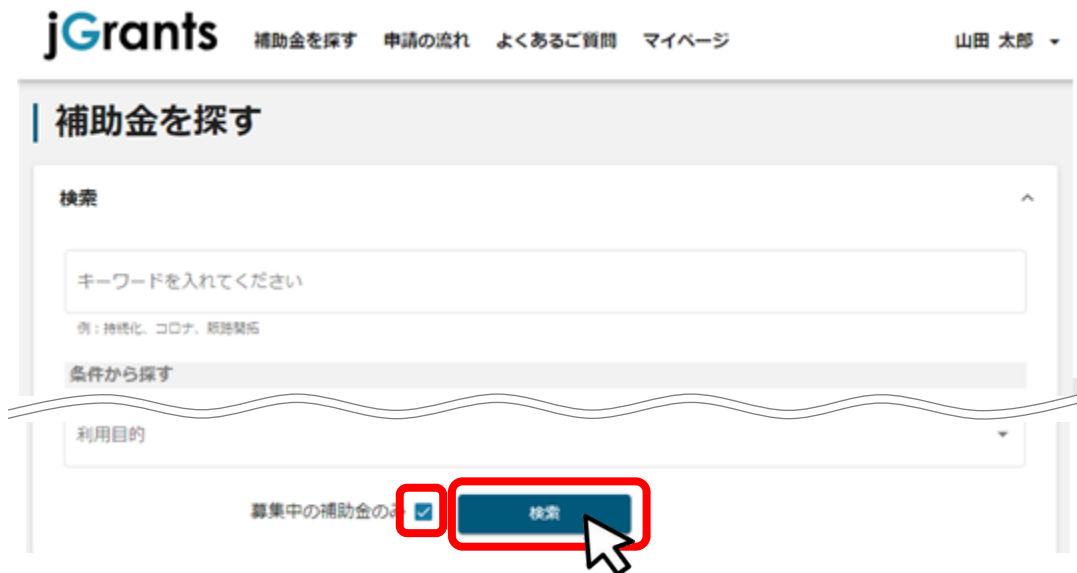 jGrants 補助金を探す 申請の流れ よくあるご質問 マイページ 山田 太郎
補助金を探す
検索
キーワードを入れてください
例：持続化、コロナ、販路開拓
条件から探す
利用目的
募集中の補助金のみ 検索